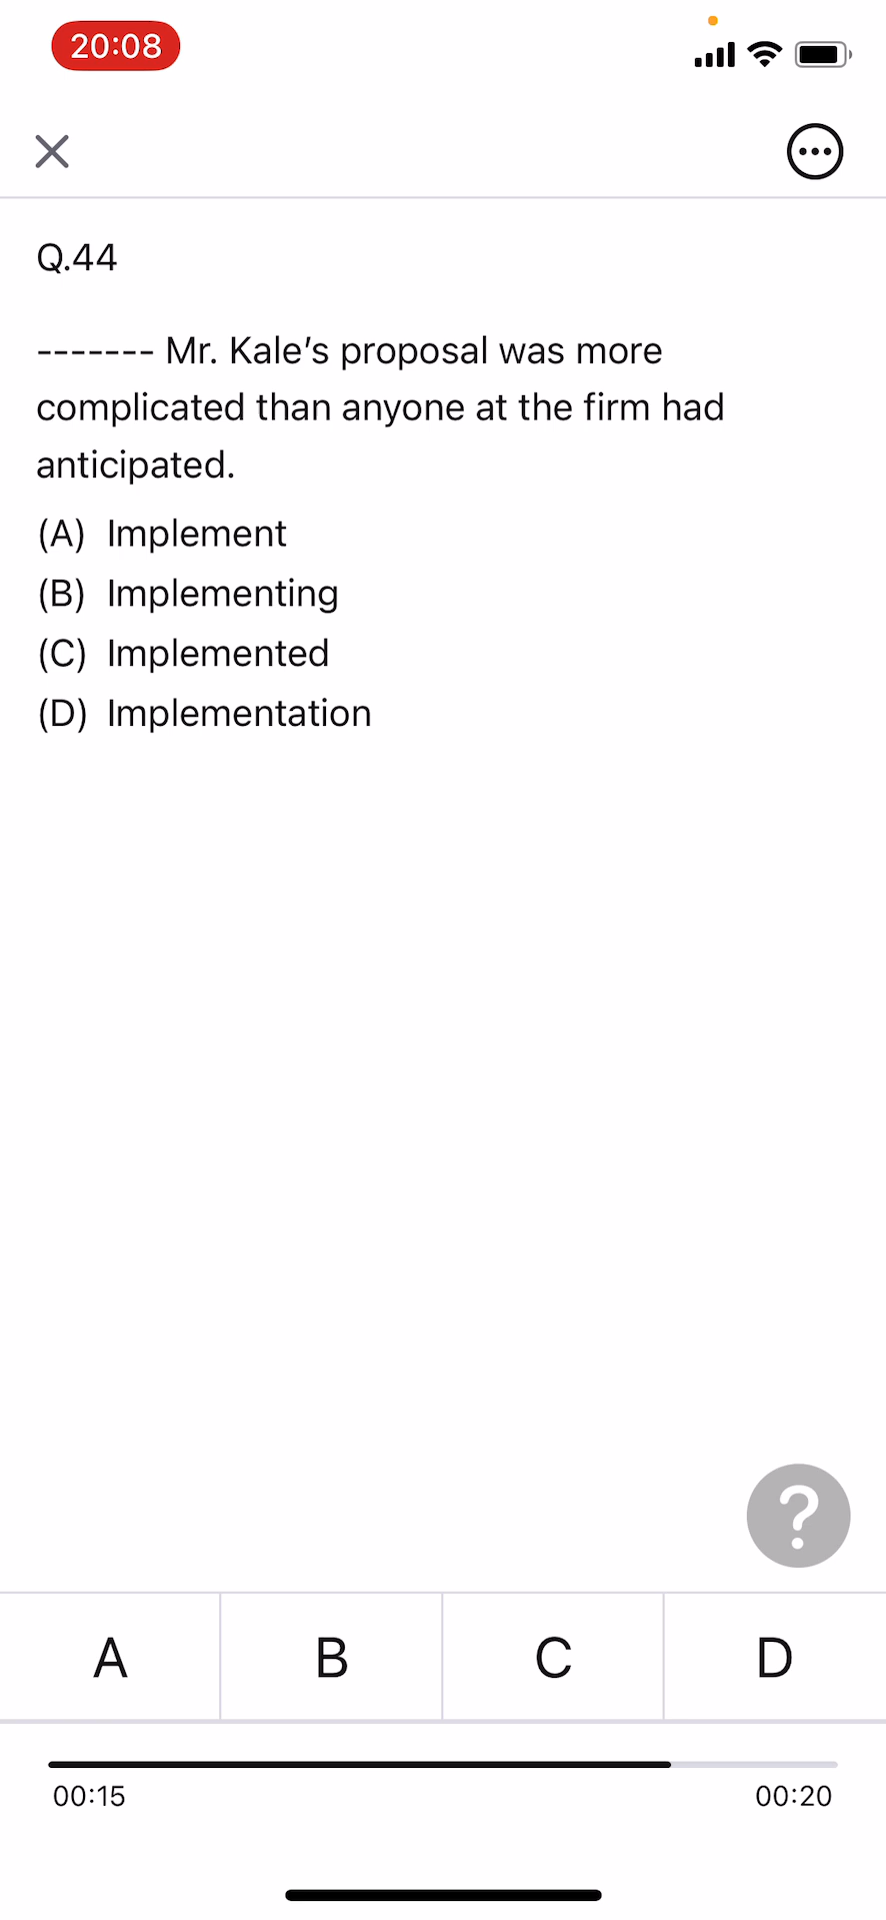 20:08
Q.44
------- Mr. Kale’s proposal was more
complicated than anyone at the firm had
anticipated.
(A) Implement
(B) Implementing
(C) Implemented
(D) Implementation
?
A B C D
00:15 00:20